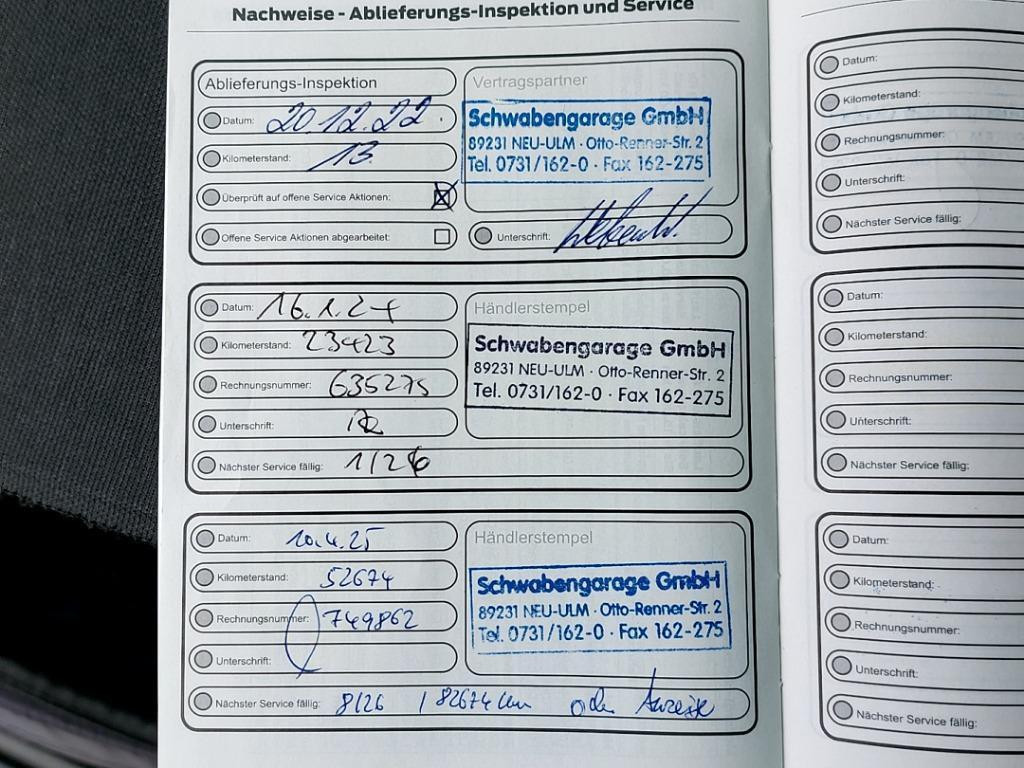 Nachweise - Ablieferungs-Inspektion und Service
Ablieferungs-Inspektion
Datum: 20.12.22.
Kilometerstand: 13
Überprüft auf offene Service Aktionen:
Offene Service Aktionen abgearbeitet:
Vertragspartner
Schwabengarage GmbH
89231 NEU-ULM · Otto-Renner-Str. 2
Tel. 0731/162-0 · Fax 162-275
Unterschrift:
Datum: 16.1.24
Kilometerstand: 23423
Rechnungsnummer: 635275
Unterschrift:
Nächster Service fällig: 1/26
Händlerstempel
Schwabengarage GmbH
89231 NEU-ULM · Otto-Renner-Str. 2
Tel. 0731/162-0 · Fax 162-275
Datum: 10.4.25
Kilometerstand: 52674
Rechnungsnummer: 749862
Unterschrift:
Nächster Service fällig: 8/26 / 82674 km oder Anzeige
Händlerstempel
Schwabengarage GmbH
89231 NEU-ULM · Otto-Renner-Str. 2
Tel. 0731/162-0 · Fax 162-275
Datum:
Kilometerstand:
Rechnungsnummer:
Unterschrift:
Nächster Service fällig:
Datum:
Kilometerstand:
Rechnungsnummer:
Unterschrift:
Nächster Service fällig:
Datum:
Kilometerstand:
Rechnungsnummer:
Unterschrift:
Nächster Service fällig: